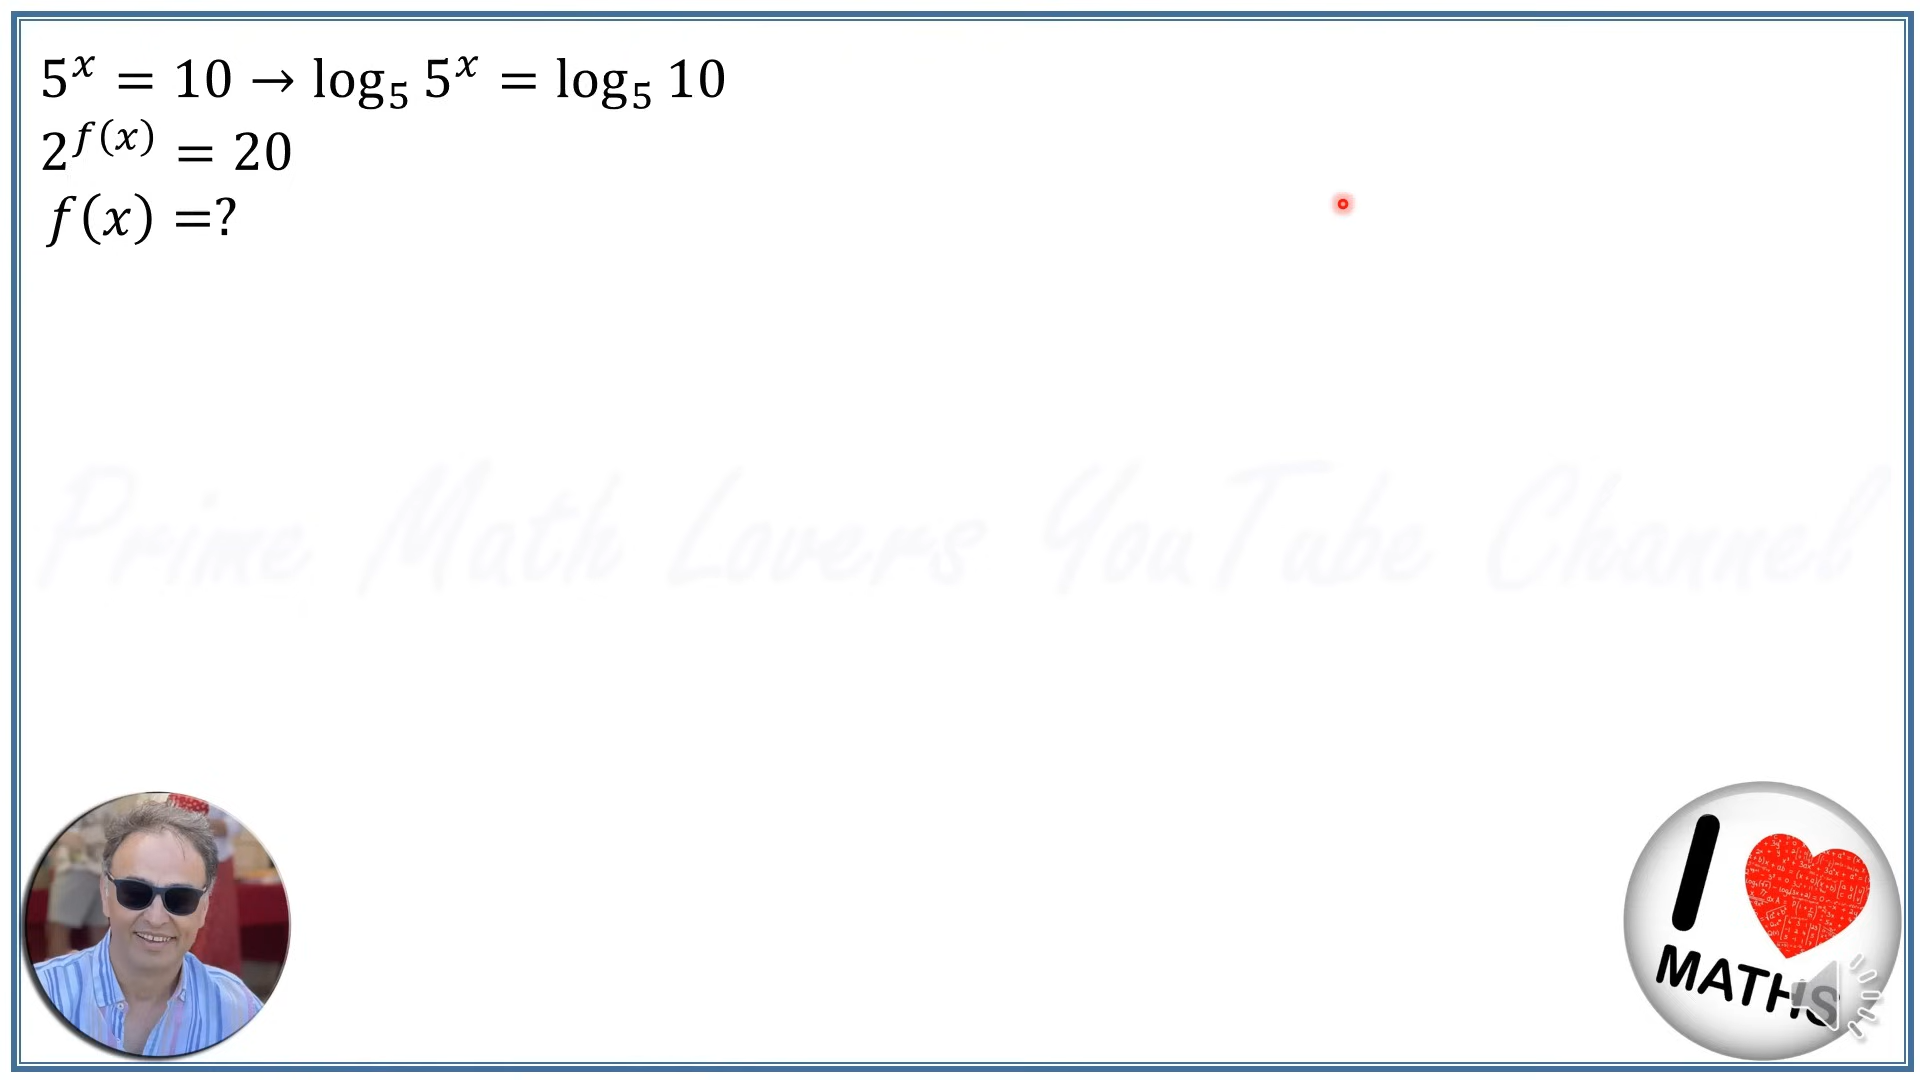 5^x = 10 → log₅ 5^x = log₅ 10
2^f(x) = 20
f(x) =?
Prime Math Lovers YouTube Channel
I
MATHS